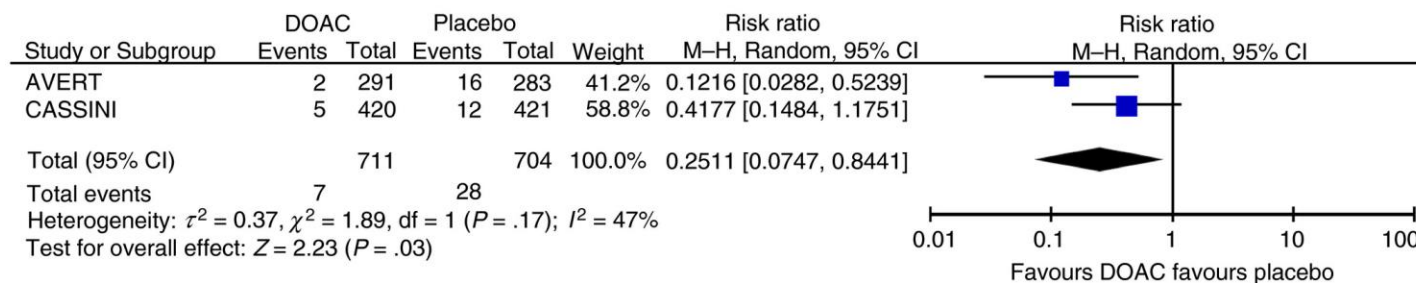 DOAC Placebo Risk ratio Risk ratio
Study or Subgroup Events Total Events Total Weight M–H, Random, 95% CI M–H, Random, 95% CI
AVERT 2 291 16 283 41.2% 0.1216 [0.0282, 0.5239]
CASSINI 5 420 12 421 58.8% 0.4177 [0.1484, 1.1751]
Total (95% CI) 711 704 100.0% 0.2511 [0.0747, 0.8441]
Total events 7 28
Heterogeneity: τ² = 0.37, χ² = 1.89, df = 1 (P = .17); I² = 47%
Test for overall effect: Z = 2.23 (P = .03)
0.01 0.1 1 10 100
Favours DOAC favours placebo